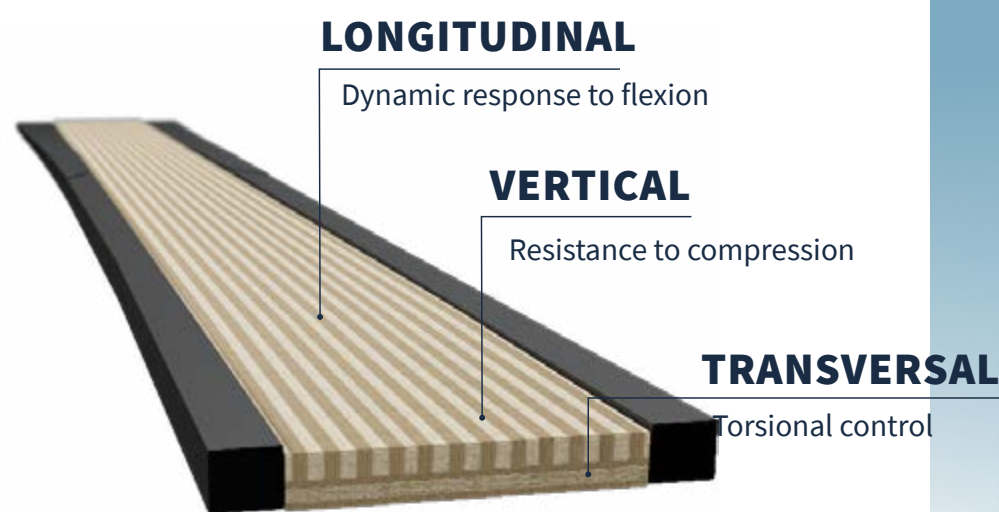 LONGITUDINAL
Dynamic response to flexion
VERTICAL
Resistance to compression
TRANSVERSAL
Torsional control